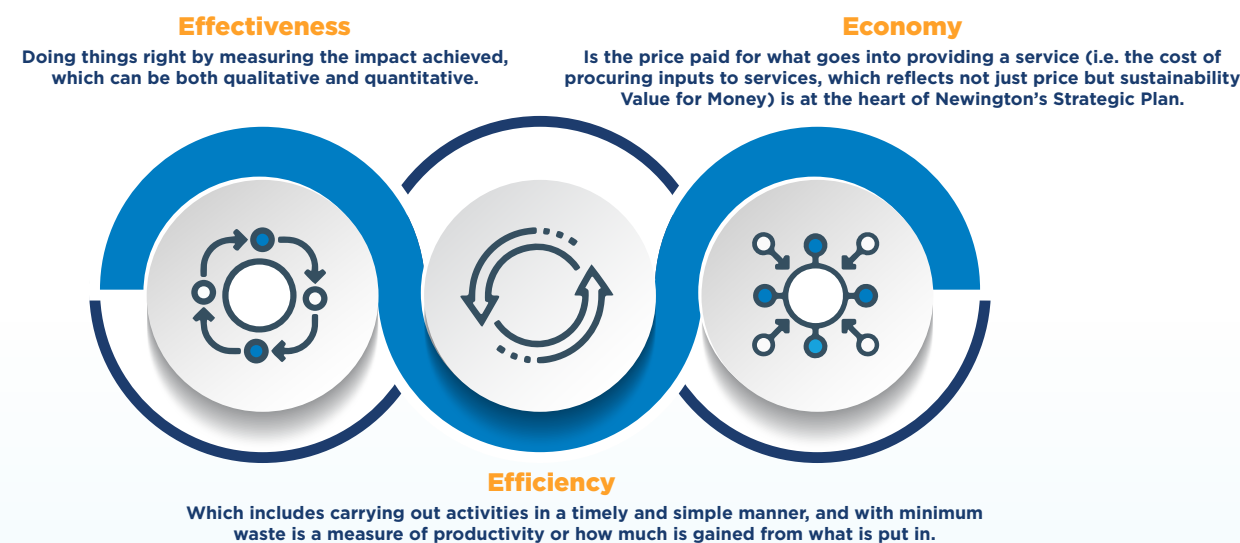 Effectiveness
Doing things right by measuring the impact achieved,
which can be both qualitative and quantitative.
Economy
Is the price paid for what goes into providing a service (i.e. the cost of
procuring inputs to services, which reflects not just price but sustainability
Value for Money) is at the heart of Newington’s Strategic Plan.
Efficiency
Which includes carrying out activities in a timely and simple manner, and with minimum
waste is a measure of productivity or how much is gained from what is put in.